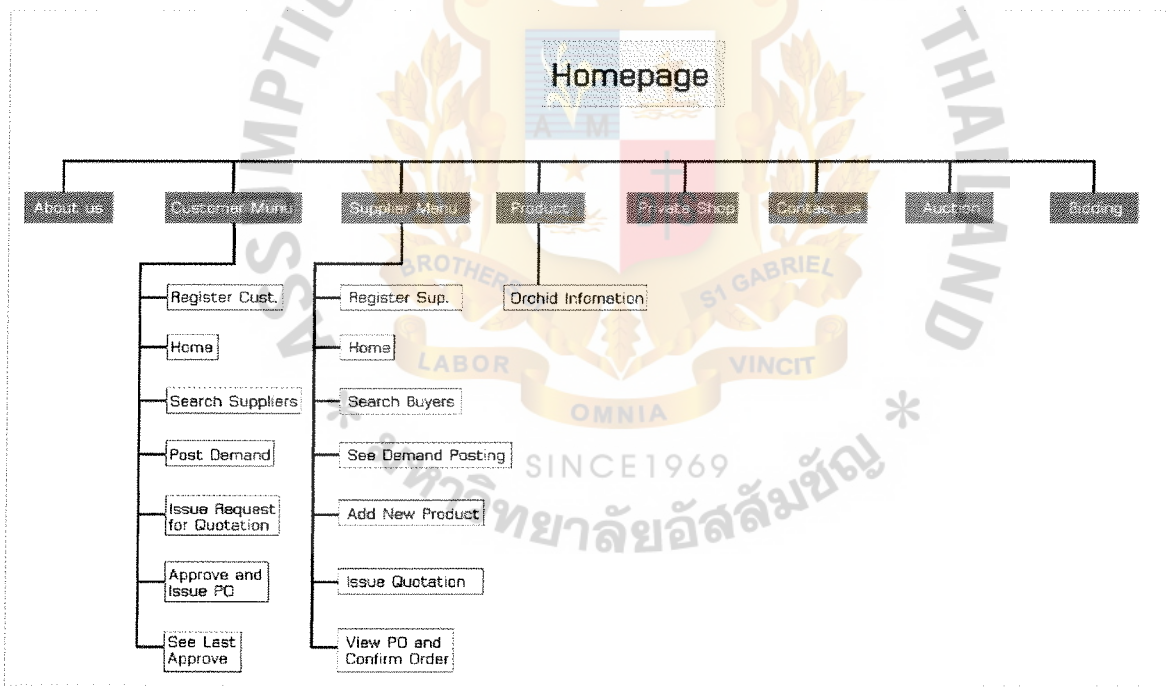 Homepage
About us
Customer Munu
Supplier Menu
Product
Private Shop
Contact us
Auction
Bidding
Register Cust.
Home
Search Suppliers
Post Demand
Issue Request
for Quotation
Approve and
Issue PO
See Last
Approve
Register Sup.
Home
Search Buyers
See Demand Posting
Add New Product
Issue Quotation
View PO and
Confirm Order
Orchid Infomation
SSUMPTI
THAILAND
A M
BROTHERS
S1 GABRIEL
LABOR
VINCIT
OMNIA
SINCE1969